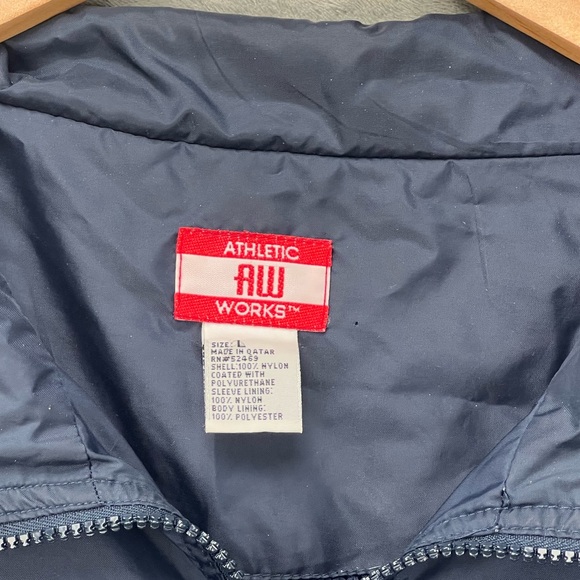 ATHLETIC
AW
WORKS™
SIZE: L
MADE IN QATAR
RN#52469
SHELL:100% NYLON
COATED WITH
POLYURETHANE
SLEEVE LINING:
100% NYLON
BODY LINING:
100% POLYESTER